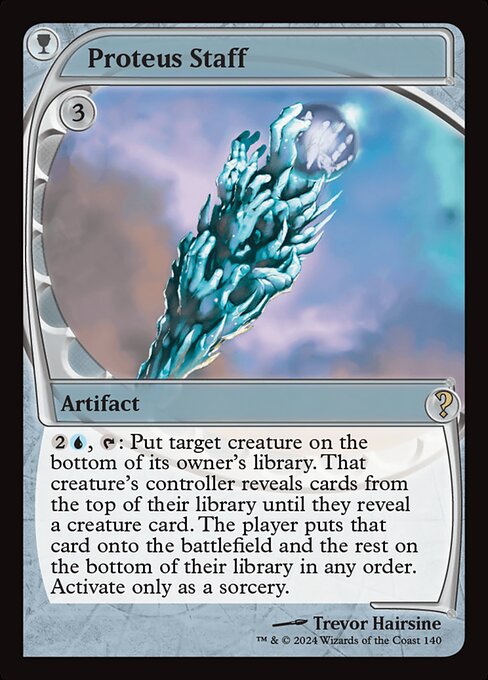 Proteus Staff
3
Artifact
?
2, : Put target creature on the
bottom of its owner's library. That
creature's controller reveals cards from
the top of their library until they reveal
a creature card. The player puts that
card onto the battlefield and the rest on
the bottom of their library in any order.
Activate only as a sorcery.
Trevor Hairsine
™ & © 2024 Wizards of the Coast 140